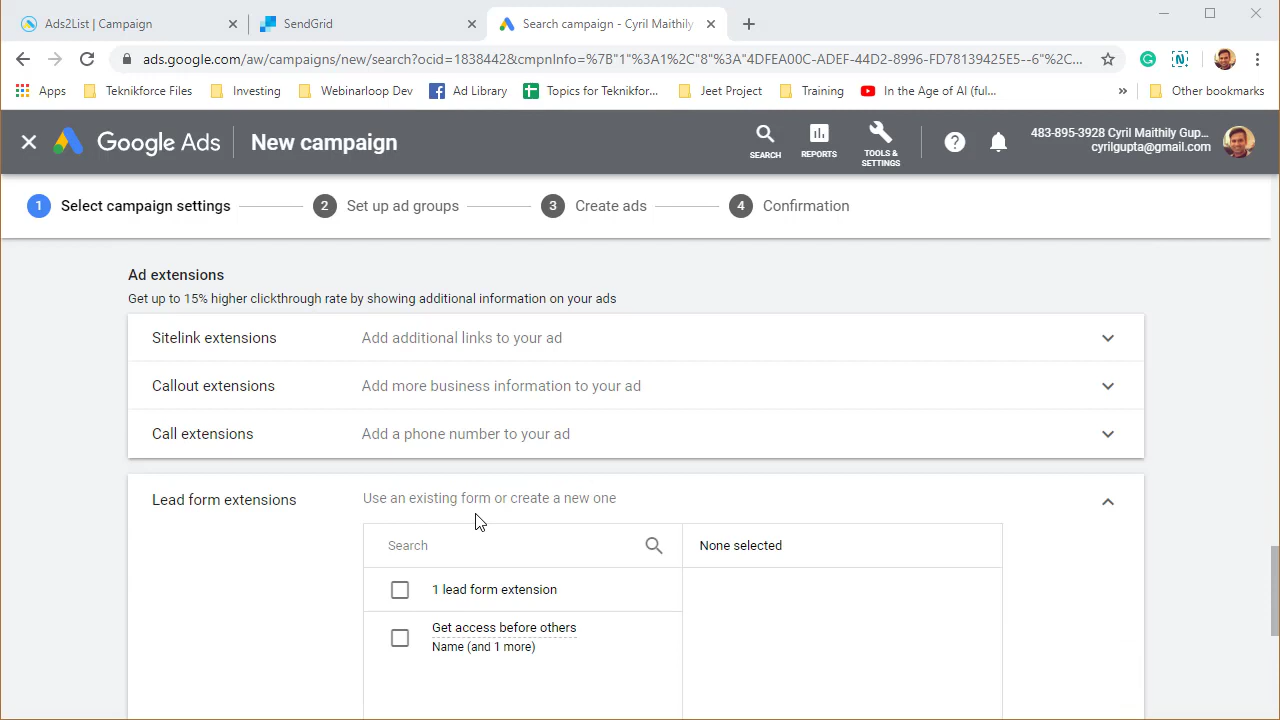 Ads2List | Campaign
SendGrid
Search campaign - Cyril Maithily
ads.google.com/aw/campaigns/new/search?ocid=1838442&cmpnInfo=%7B"1"%3A1%2C"8"%3A"4DFEA00C-ADEF-44D2-8996-FD78139425E5--6"%2C...
Apps
Teknikforce Files
Investing
Webinarloop Dev
Ad Library
Topics for Teknikfor...
Jeet Project
Training
In the Age of AI (ful...
»
Other bookmarks
Google Ads
New campaign
SEARCH
REPORTS
TOOLS &
SETTINGS
483-895-3928 Cyril Maithily Gup...
cyrilgupta@gmail.com
1 Select campaign settings
2 Set up ad groups
3 Create ads
4 Confirmation
Ad extensions
Get up to 15% higher clickthrough rate by showing additional information on your ads
Sitelink extensions
Add additional links to your ad
Callout extensions
Add more business information to your ad
Call extensions
Add a phone number to your ad
Lead form extensions
Use an existing form or create a new one
Search
None selected
1 lead form extension
Get access before others
Name (and 1 more)